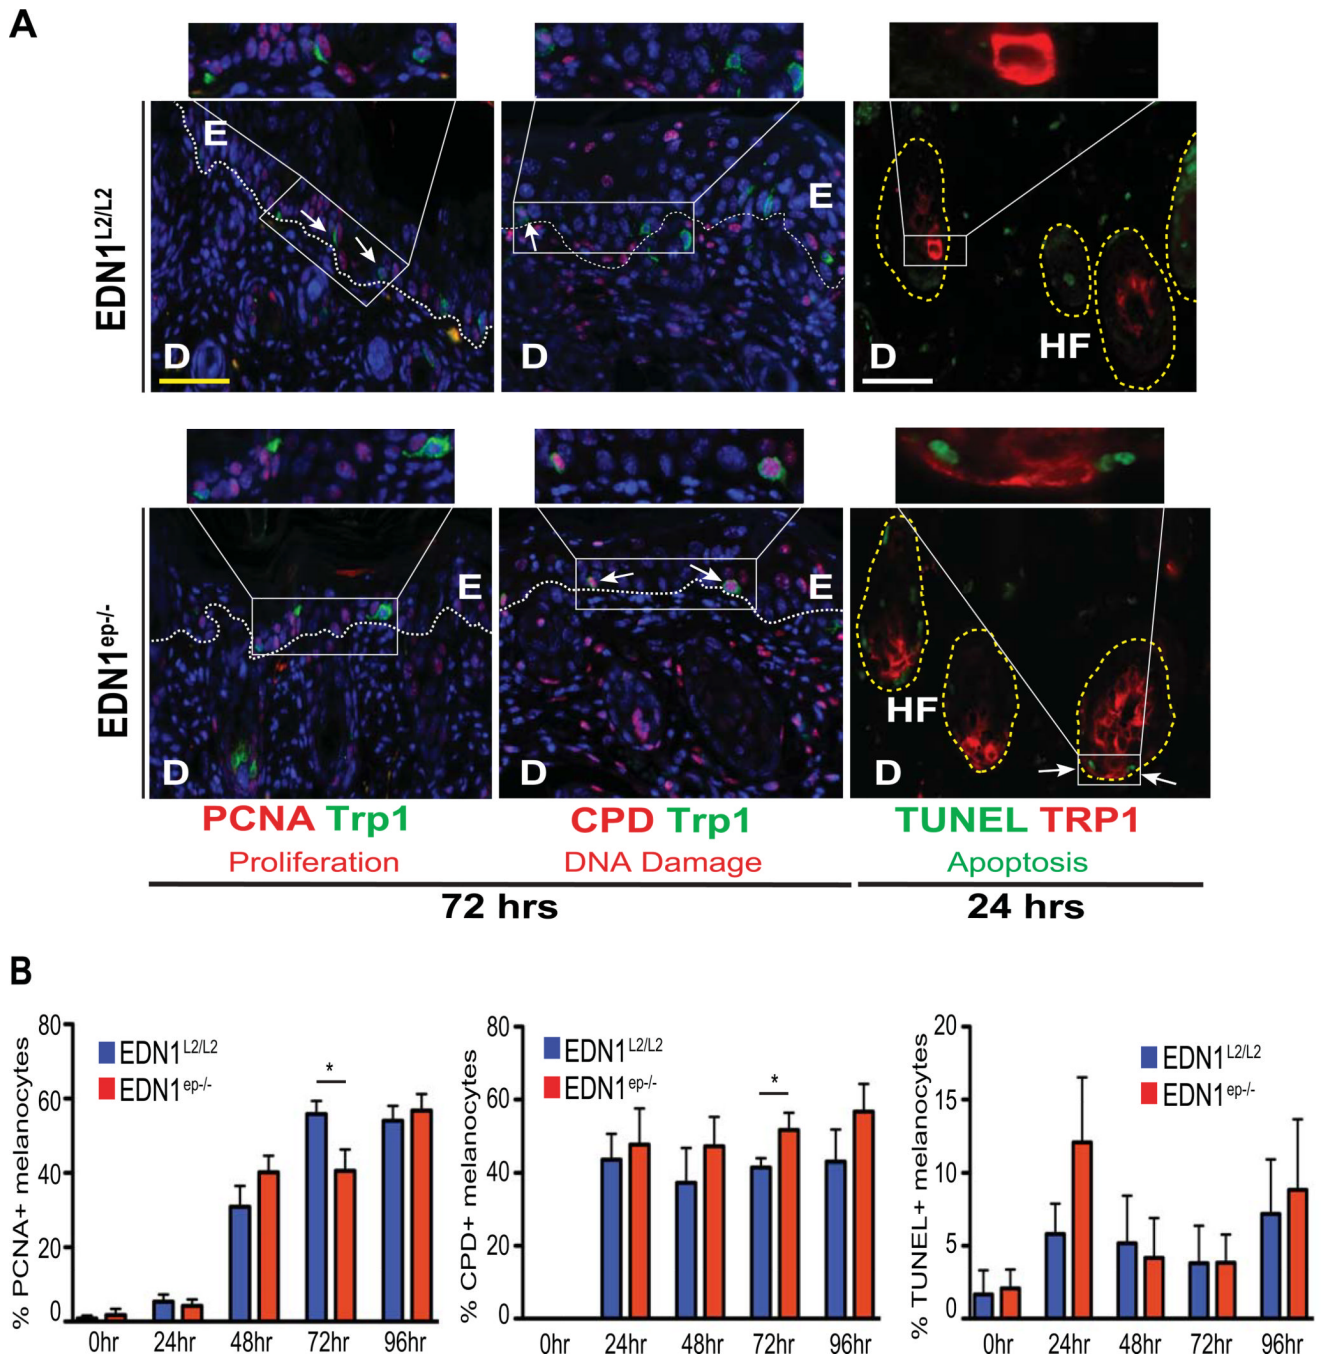 A
EDN1L2/L2
E
D
E
D
HF
D
EDN1ep-/-
E
D
E
D
HF
D
PCNA Trp1
CPD Trp1
TUNEL TRP1
Proliferation
DNA Damage
Apoptosis
72 hrs
24 hrs
B
% PCNA+ melanocytes
80
60
40
20
0
EDN1L2/L2
EDN1ep-/-
*
0hr 24hr 48hr 72hr 96hr
% CPD+ melanocytes
80
60
40
20
0
EDN1L2/L2
EDN1ep-/-
*
0hr 24hr 48hr 72hr 96hr
% TUNEL+ melanocytes
20
15
10
5
0
EDN1L2/L2
EDN1ep-/-
0hr 24hr 48hr 72hr 96hr